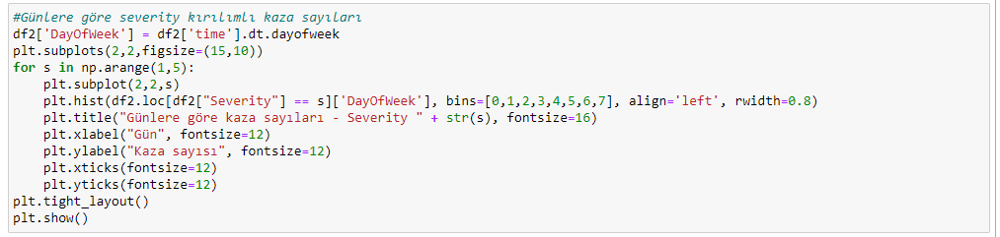 #Günlere göre severity kırılımlı kaza sayıları
df2['DayOfWeek'] = df2['time'].dt.dayofweek
plt.subplots(2,2,figsize=(15,10))
for s in np.arange(1,5):
    plt.subplot(2,2,s)
    plt.hist(df2.loc[df2["Severity"] == s]['DayOfWeek'], bins=[0,1,2,3,4,5,6,7], align='left', rwidth=0.8)
    plt.title("Günlere göre kaza sayıları - Severity " + str(s), fontsize=16)
    plt.xlabel("Gün", fontsize=12)
    plt.ylabel("Kaza sayısı", fontsize=12)
    plt.xticks(fontsize=12)
    plt.yticks(fontsize=12)
plt.tight_layout()
plt.show()